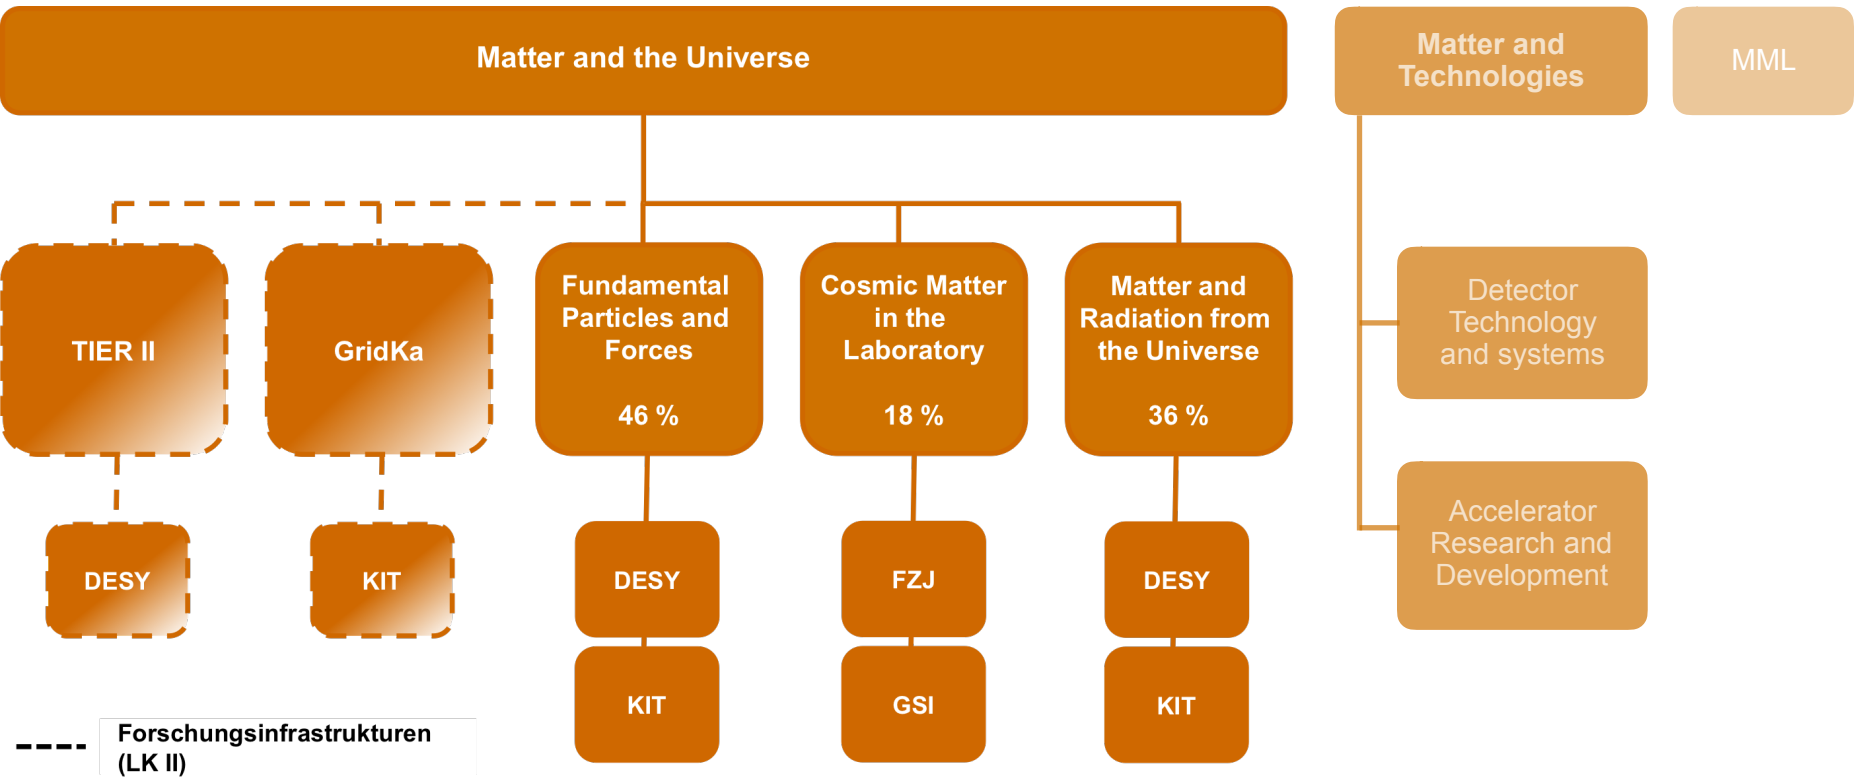 Matter and the Universe
Matter and
Technologies
MML
TIER II
GridKa
Fundamental
Particles and
Forces
46 %
Cosmic Matter
in the
Laboratory
18 %
Matter and
Radiation from
the Universe
36 %
Detector
Technology
and systems
Accelerator
Research and
Development
DESY
KIT
DESY
FZJ
DESY
KIT
GSI
KIT
Forschungsinfrastrukturen
(LK II)